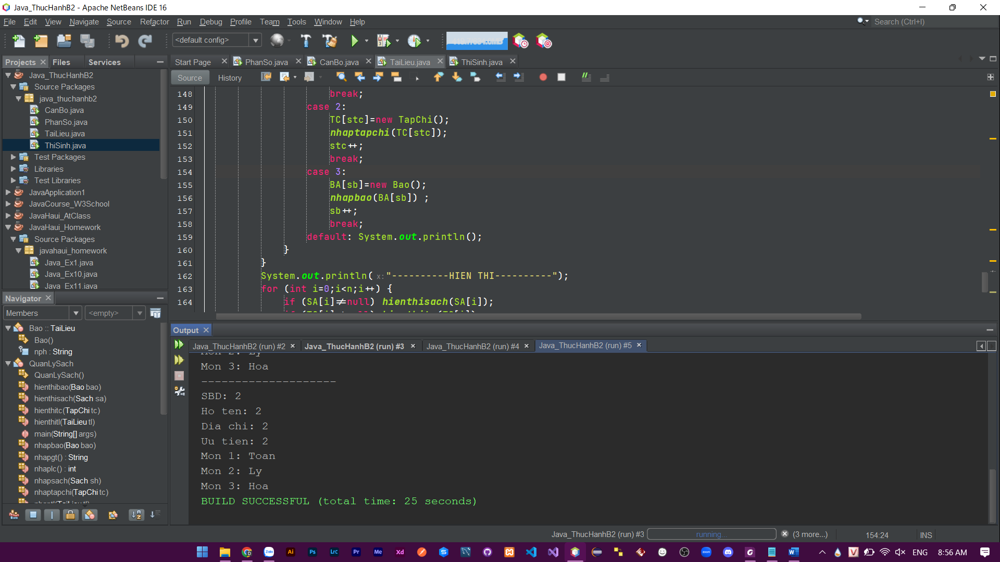 Java_ThucHanhB2 - Apache NetBeans IDE 16
File Edit View Navigate Source Refactor Run Debug Profile Team Tools Window Help
Search (Ctrl+I)
<default config>
Projects Files Services
Start Page PhanSo.java CanBo.java TaiLieu.java ThiSinh.java
Source History
Java_ThucHanhB2
Source Packages
java_thuchanhb2
CanBo.java
PhanSo.java
TaiLieu.java
ThiSinh.java
Test Packages
Libraries
Test Libraries
JavaApplication1
JavaCourse_W3School
JavaHaui_AtClass
JavaHaui_Homework
Source Packages
javahaui_homework
Java_Ex1.java
Java_Ex10.java
Java_Ex11.java
148 break;
149 case 2:
150 TC[stc]=new TapChi();
151 nhaptapchi(TC[stc]);
152 stc++;
153 break;
154 case 3:
155 BA[sb]=new Bao();
156 nhapbao(BA[sb]) ;
157 sb++;
158 break;
159 default: System.out.println();
160 }
161 }
162 System.out.println( x: "----------HIEN THI----------");
163 for (int i=0;i<n;i++) {
164 if (SA[i]!=null) hienthisach(SA[i]);
Navigator
Members <empty>
Bao :: TaiLieu
Bao()
nph : String
QuanLySach
QuanLySach()
hienthibao(Bao bao)
hienthisach(Sach sa)
hienthitc(TapChi tc)
hienthitl(TaiLieu tl)
main(String[] args)
nhapbao(Bao bao)
nhapgt() : String
nhaplc() : int
nhapsach(Sach sh)
nhaptapchi(TapChi tc)
Output
Java_ThucHanhB2 (run) #2 Java_ThucHanhB2 (run) #3 Java_ThucHanhB2 (run) #4 Java_ThucHanhB2 (run) #5
Mon 3: Hoa
--------------------
SBD: 2
Ho ten: 2
Dia chi: 2
Uu tien: 2
Mon 1: Toan
Mon 2: Ly
Mon 3: Hoa
BUILD SUCCESSFUL (total time: 25 seconds)
Java_ThucHanhB2 (run) #3 running... (3 more...) 154:24 INS
Zalo Ai Ps LrC Pr Me Xd zoom ENG 8:56 AM